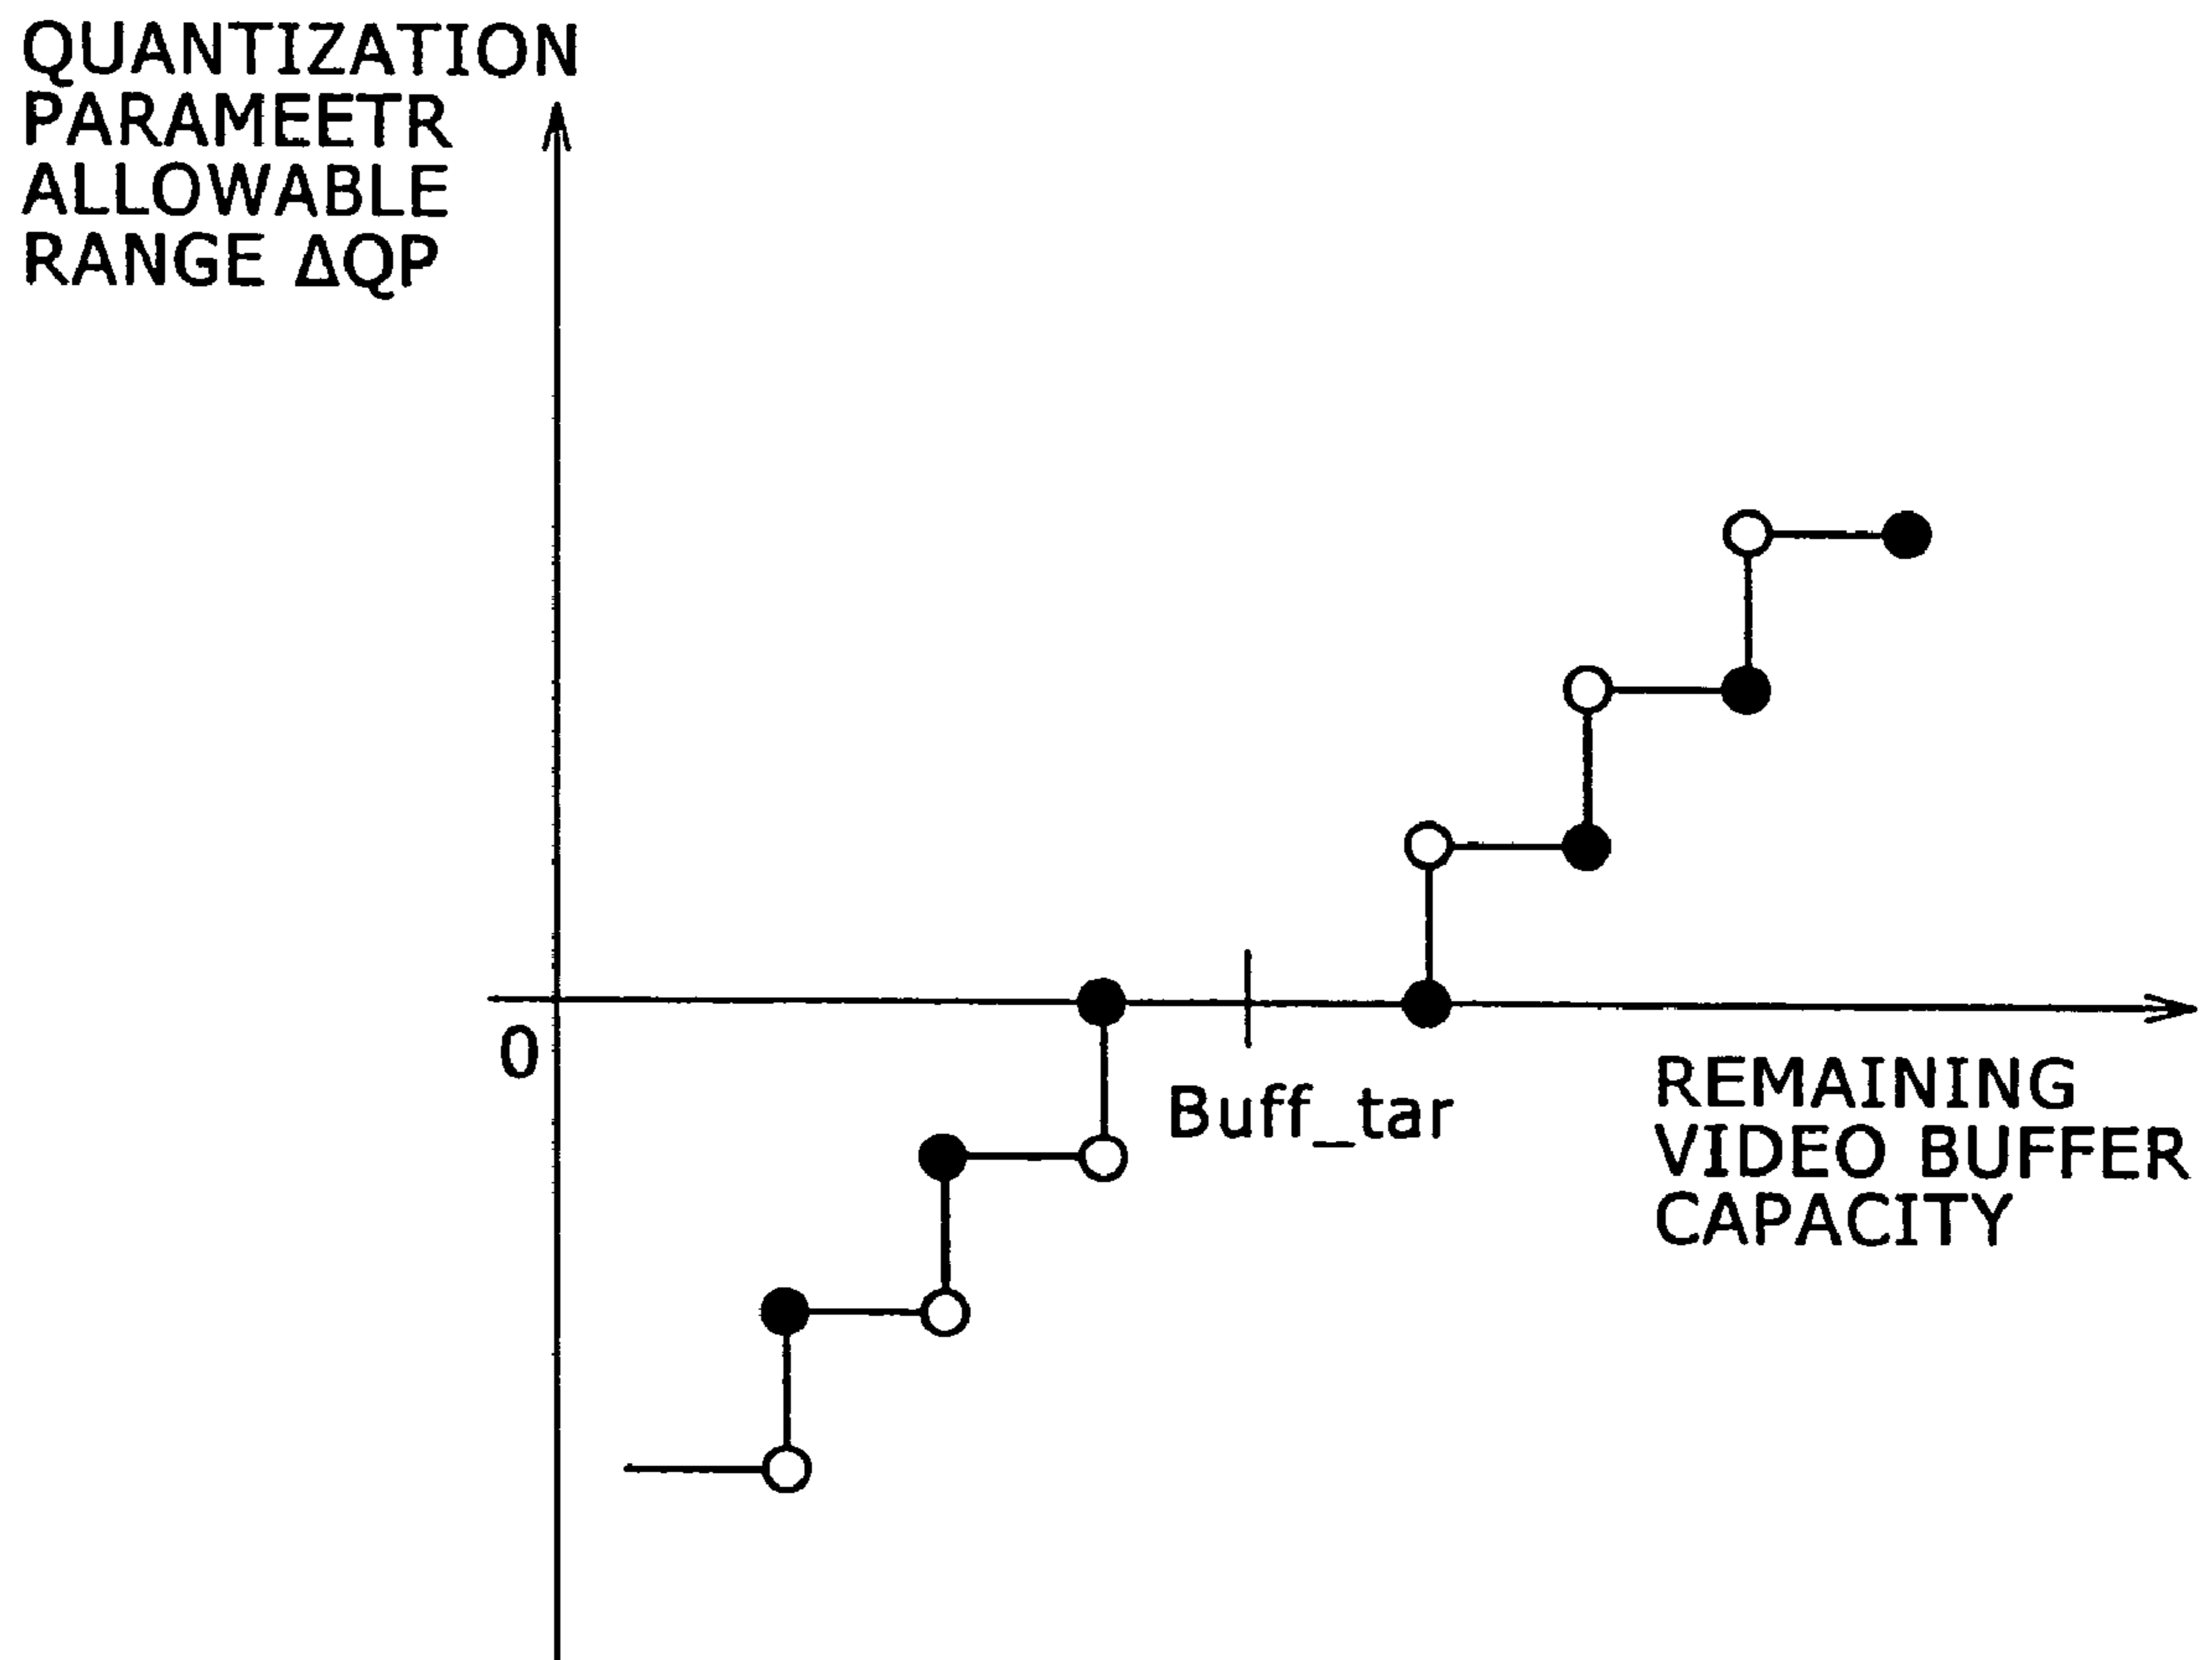 QUANTIZATION
PARAMEETR
ALLOWABLE
RANGE ΔQP
0
Buff_tar
REMAINING
VIDEO BUFFER
CAPACITY